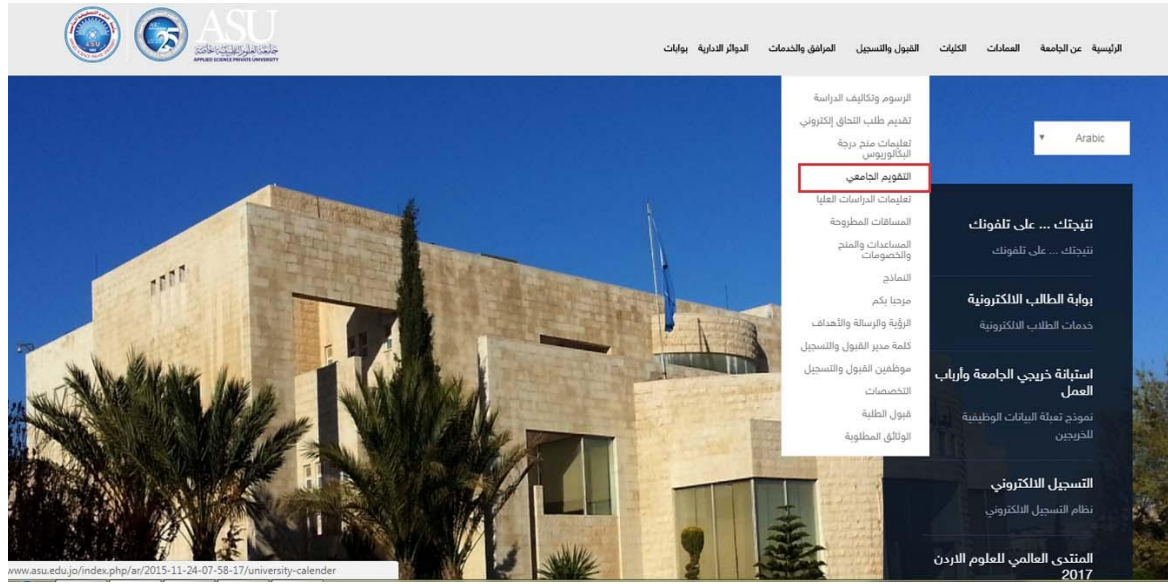 ASU
جامعة العلوم التطبيقية الخاصة
APPLIED SCIENCE PRIVATE UNIVERSITY
الرئيسية عن الجامعة العمادات الكليات القبول والتسجيل المرافق والخدمات الدوائر الادارية بوابات
الرسوم وتكاليف الدراسة
تقديم طلب التحاق إلكتروني
تعليمات منح درجة
البكالوريوس
التقويم الجامعي
تعليمات الدراسات العليا
المساقات المطروحة
المساعدات والمنح
والخصومات
النماذج
مرحبا بكم
الرؤية والرسالة والأهداف
كلمة مدير القبول والتسجيل
موظفين القبول والتسجيل
التخصصات
قبول الطلبة
الوثائق المطلوبة
Arabic
نتيجتك ... على تلفونك
نتيجتك ... على تلفونك
بوابة الطالب الالكترونية
خدمات الطلاب الالكترونية
استبانة خريجي الجامعة وأرباب
العمل
نموذج تعبئة البيانات الوظيفية
للخريجين
التسجيل الالكتروني
نظام التسجيل الالكتروني
المنتدى العالمي للعلوم الاردن
2017
www.asu.edu.jo/index.php/ar/2015-11-24-07-58-17/university-calender